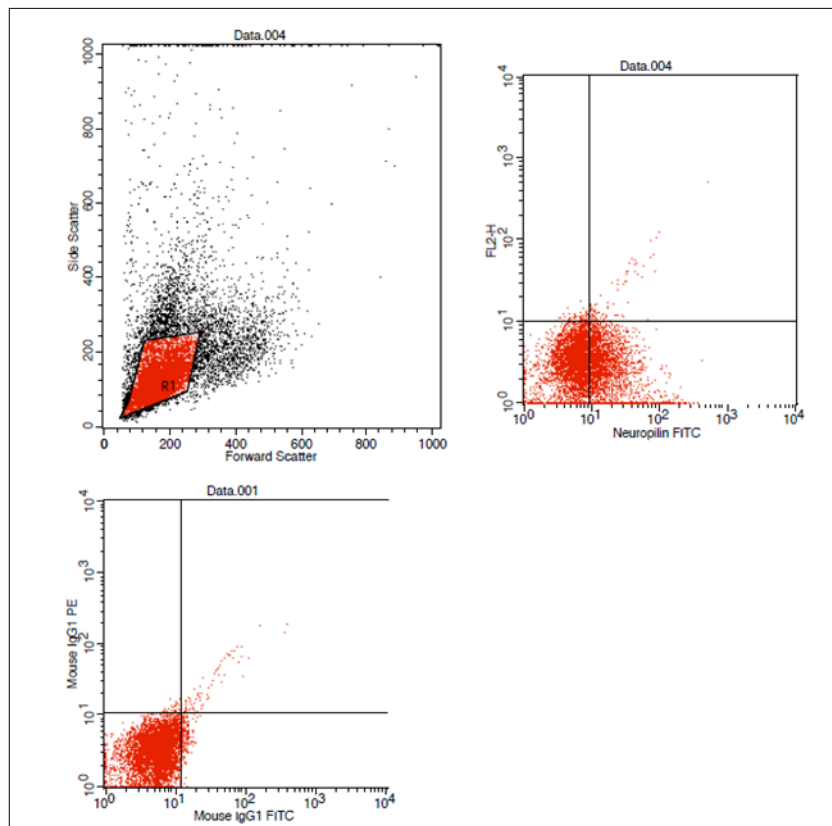 Data.004
1000
800
600
400
200
0
Side Scatter
R1
0 200 400 600 800 1000
Forward Scatter
Data.004
10^4
10^3
10^2
10^1
10^0
FL2-H
10^0 10^1 10^2 10^3 10^4
Neuropilin FITC
Data.001
10^4
10^3
10^2
10^1
10^0
Mouse IgG1 PE
10^0 10^1 10^2 10^3 10^4
Mouse IgG1 FITC